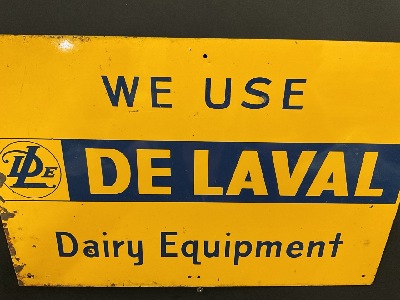 WE USE
DLe DE LAVAL
Dairy Equipment